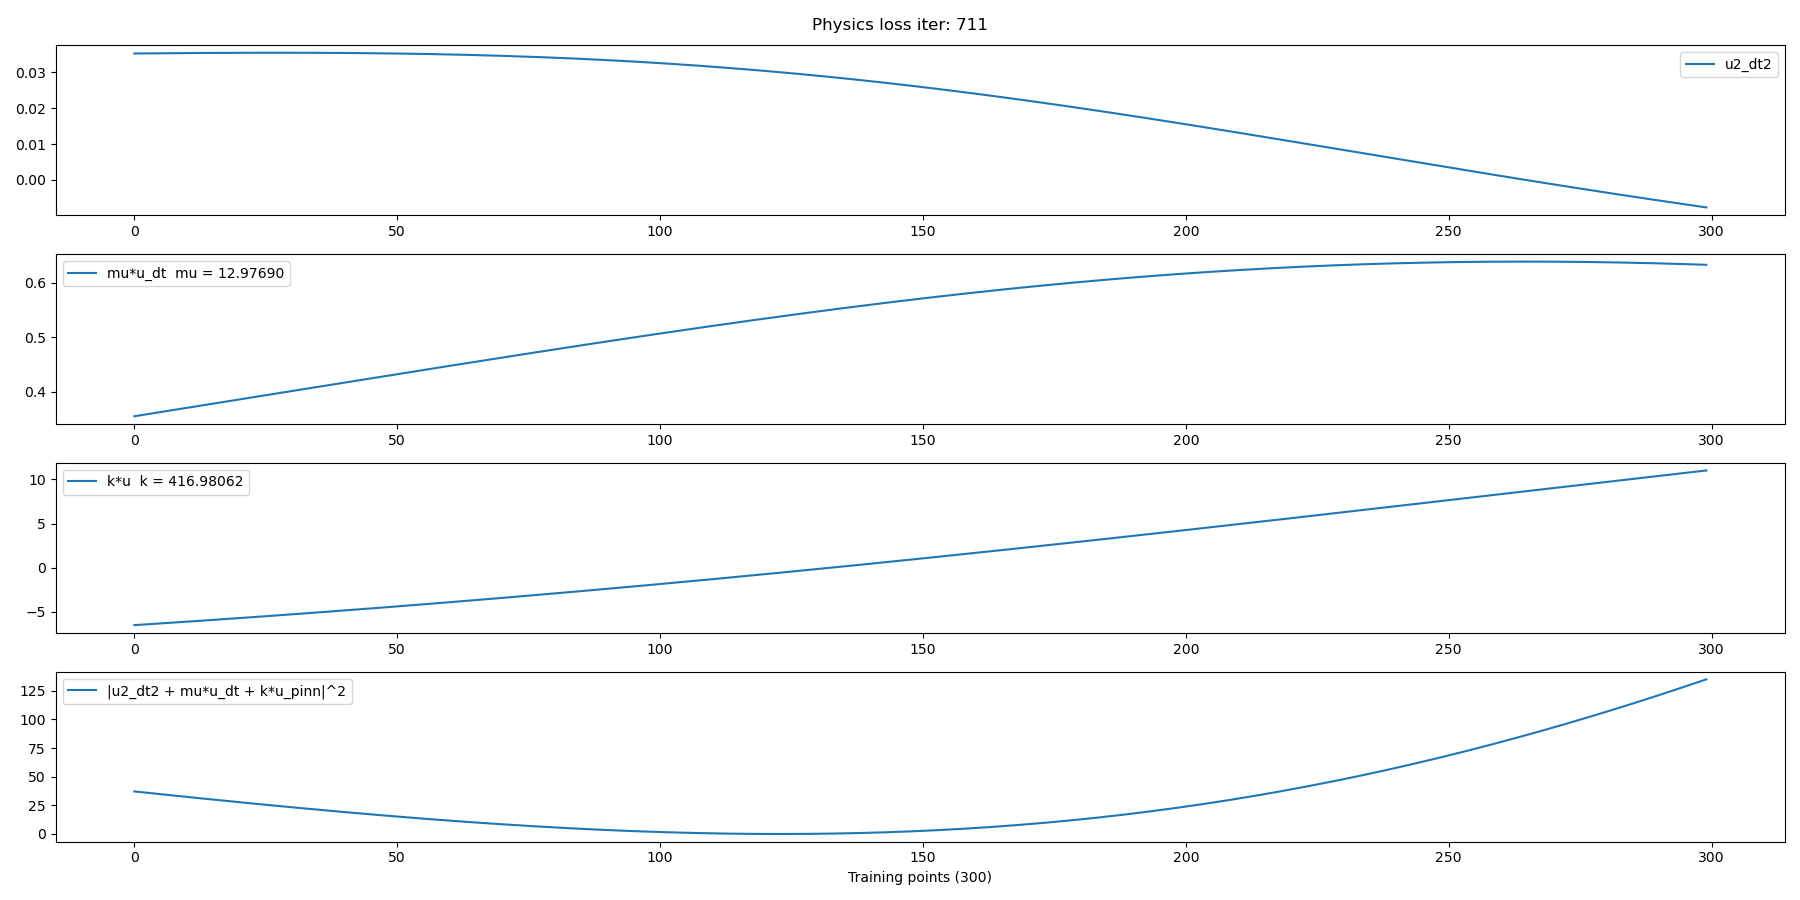 Physics loss iter: 711
0.03
0.02
0.01
0.00
u2_dt2
0 50 100 150 200 250 300
0.6
0.5
0.4
mu*u_dt  mu = 12.97690
0 50 100 150 200 250 300
10
5
0
−5
k*u  k = 416.98062
0 50 100 150 200 250 300
125
100
75
50
25
0
|u2_dt2 + mu*u_dt + k*u_pinn|^2
0 50 100 150 200 250 300
Training points (300)